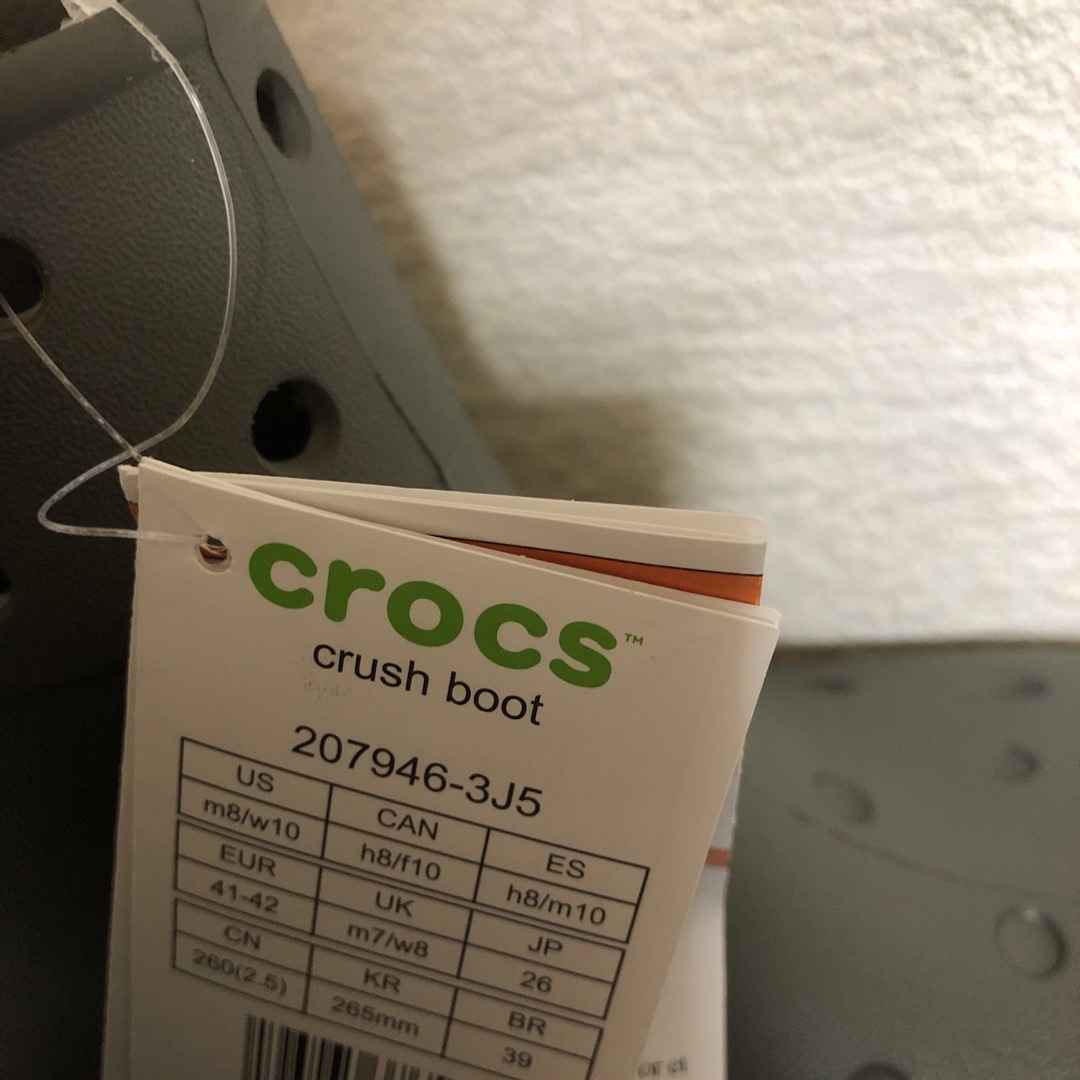 crocs™
crush boot
207946-3J5
US CAN ES
m8/w10 h8/f10 h8/m10
EUR UK JP
41-42 m7/w8 26
CN KR BR
260(2.5) 265mm 39